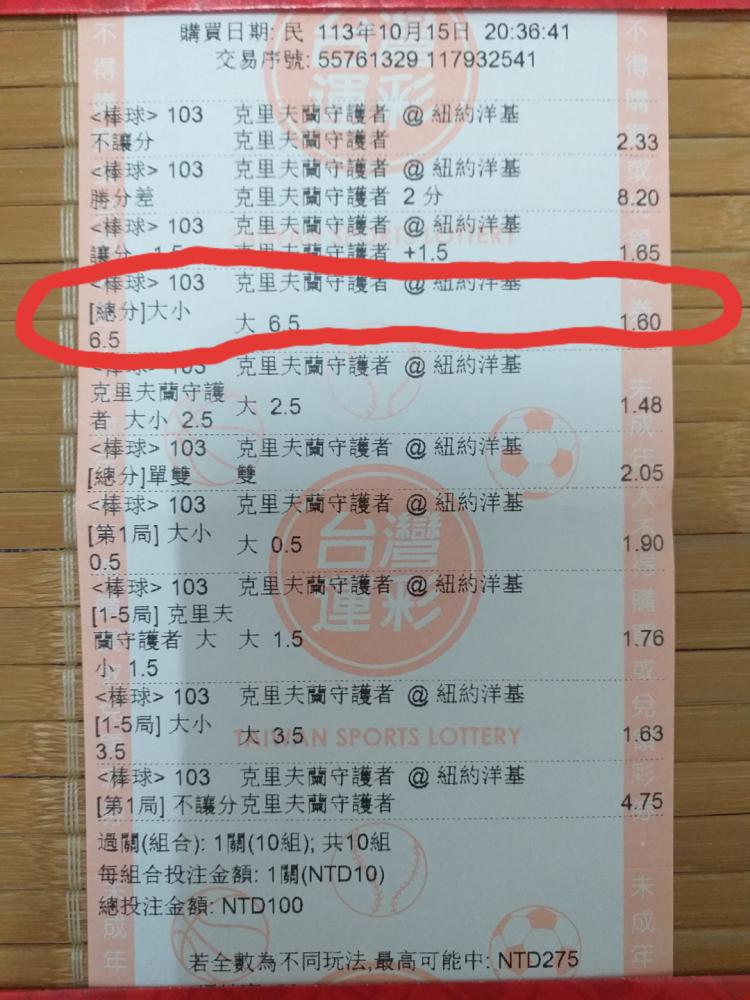 購買日期: 民 113年10月15日 20:36:41
交易序號: 55761329 117932541
<棒球> 103 克里夫蘭守護者 @ 紐約洋基
不讓分 克里夫蘭守護者 2.33
<棒球> 103 克里夫蘭守護者 @ 紐約洋基
勝分差 克里夫蘭守護者 2 分 8.20
<棒球> 103 克里夫蘭守護者 @ 紐約洋基
讓分 1.5 克里夫蘭守護者 +1.5 1.65
<棒球> 103 克里夫蘭守護者 @ 紐約洋基
[總分]大小
6.5 大 6.5 1.60
<棒球> 103 克里夫蘭守護者 @ 紐約洋基
克里夫蘭守護
者 大小 2.5 大 2.5 1.48
<棒球> 103 克里夫蘭守護者 @ 紐約洋基
[總分]單雙 雙 2.05
<棒球> 103 克里夫蘭守護者 @ 紐約洋基
[第1局] 大小
0.5 大 0.5 1.90
<棒球> 103 克里夫蘭守護者 @ 紐約洋基
[1-5局] 克里夫
蘭守護者 大 大 1.5 1.76
小 1.5
<棒球> 103 克里夫蘭守護者 @ 紐約洋基
[1-5局] 大小
3.5 大 3.5 1.63
<棒球> 103 克里夫蘭守護者 @ 紐約洋基
[第1局] 不讓分克里夫蘭守護者 4.75
過關(組合): 1關(10組); 共10組
每組合投注金額: 1關(NTD10)
總投注金額: NTD100
若全數為不同玩法,最高可能中: NTD275
台灣
運彩
TAIWAN SPORTS LOTTERY
台灣
運彩
TAIWAN SPORTS LOTTERY